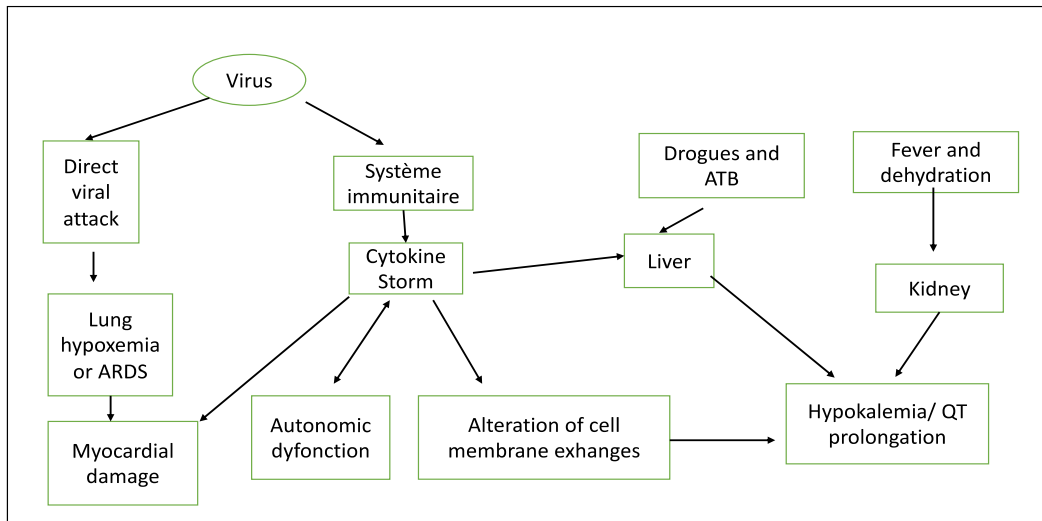 Virus
Direct
viral
attack
Système
immunitaire
Drogues and
ATB
Fever and
dehydration
Cytokine
Storm
Liver
Kidney
Lung
hypoxemia
or ARDS
Myocardial
damage
Autonomic
dyfonction
Alteration of cell
membrane exhanges
Hypokalemia/ QT
prolongation